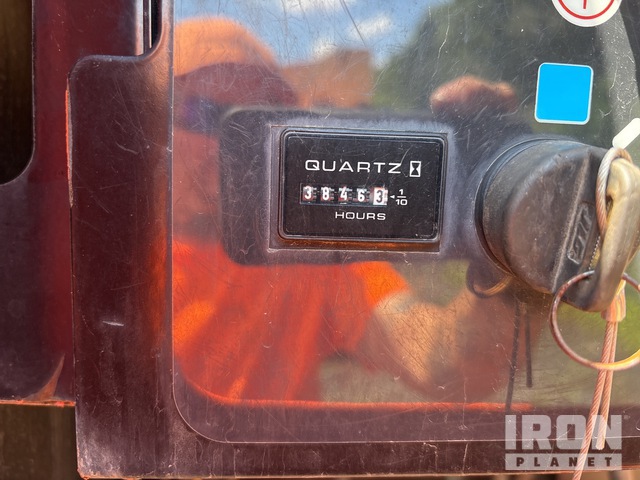 QUARTZ
38463 1/10
HOURS
IRON
PLANET